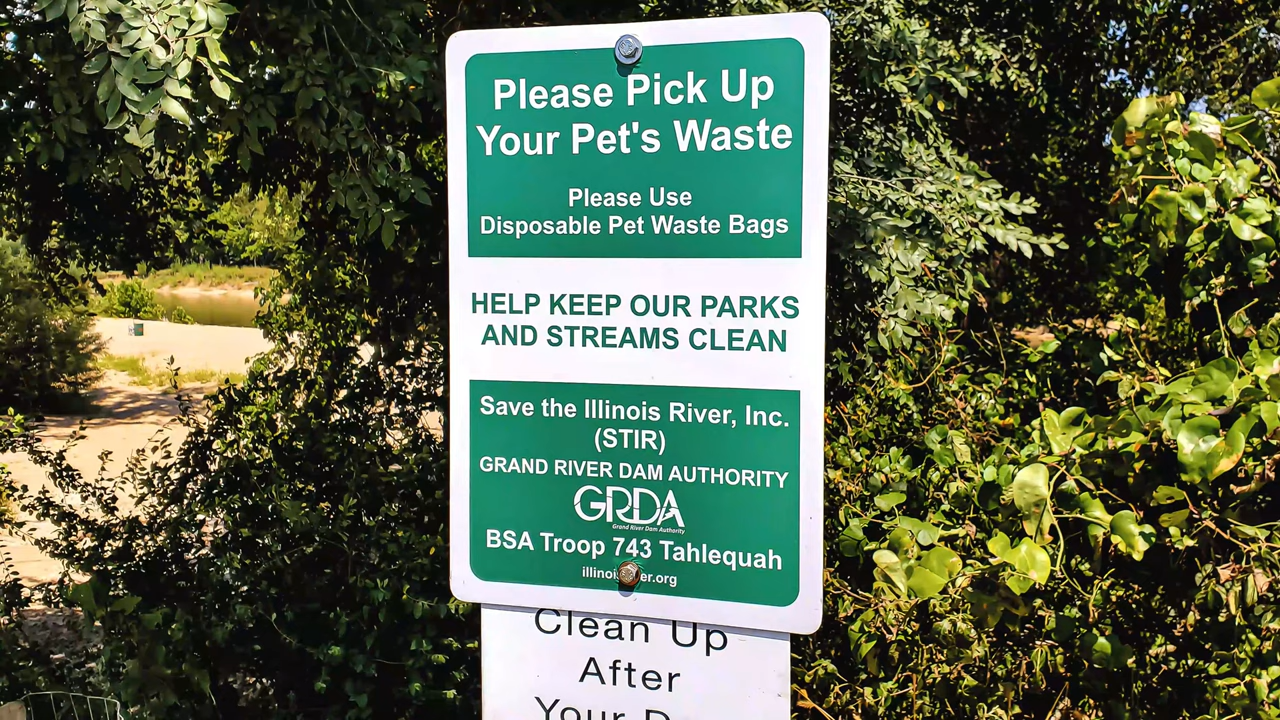 Please Pick Up
Your Pet's Waste
Please Use
Disposable Pet Waste Bags
HELP KEEP OUR PARKS
AND STREAMS CLEAN
Save the Illinois River, Inc.
(STIR)
GRAND RIVER DAM AUTHORITY
GRDA
Grand River Dam Authority
BSA Troop 743 Tahlequah
Clean Up
After
Your